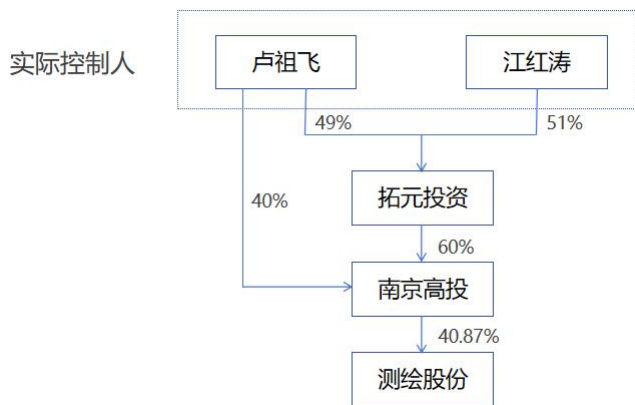 实际控制人
卢祖飞
江红涛
49%
51%
拓元投资
40%
60%
南京高投
40.87%
测绘股份